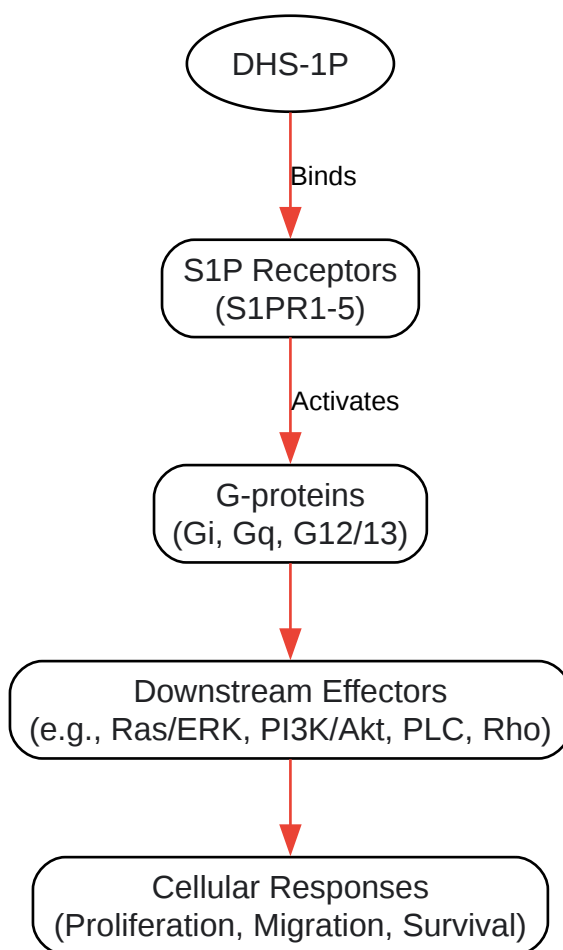 DHS-1P
Binds
S1P Receptors
(S1PR1-5)
Activates
G-proteins
(Gi, Gq, G12/13)
Downstream Effectors
(e.g., Ras/ERK, PI3K/Akt, PLC, Rho)
Cellular Responses
(Proliferation, Migration, Survival)